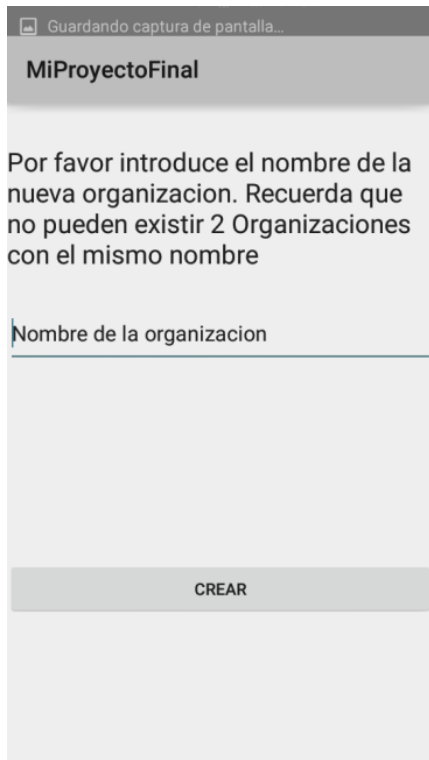 Guardando captura de pantalla...
MiProyectoFinal
Por favor introduce el nombre de la
nueva organizacion. Recuerda que
no pueden existir 2 Organizaciones
con el mismo nombre
Nombre de la organizacion
CREAR